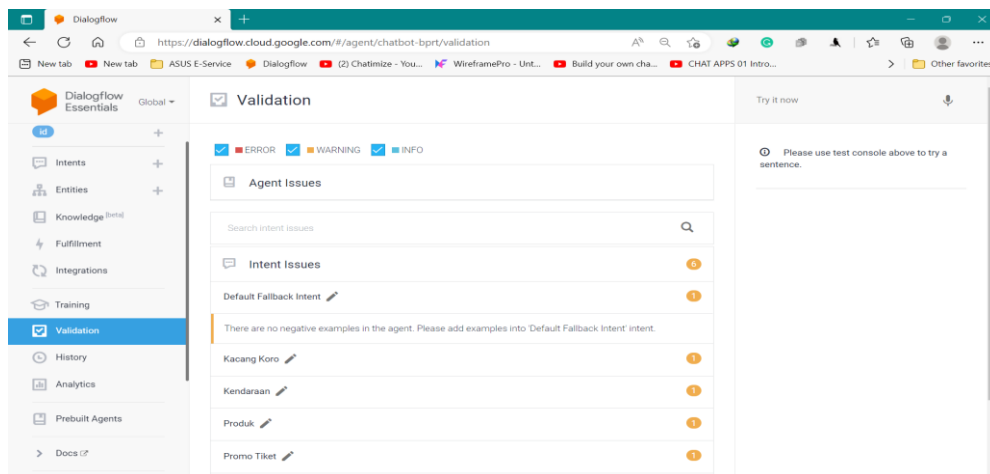 Dialogflow
https://dialogflow.cloud.google.com/#/agent/chatbot-bprt/validation
New tab
New tab
ASUS E-Service
Dialogflow
(2) Chatimize - You...
WireframePro - Unt...
Build your own cha...
CHAT APPS 01 Intro...
Other favorites
Dialogflow
Essentials
Global
id
Intents
Entities
Knowledge [beta]
Fulfillment
Integrations
Training
Validation
History
Analytics
Prebuilt Agents
Docs
Validation
ERROR WARNING INFO
Agent Issues
Search intent issues
Intent Issues 6
Default Fallback Intent 1
There are no negative examples in the agent. Please add examples into 'Default Fallback Intent' intent.
Kacang Koro 1
Kendaraan 1
Produk 1
Promo Tiket 1
Try it now
Please use test console above to try a
sentence.